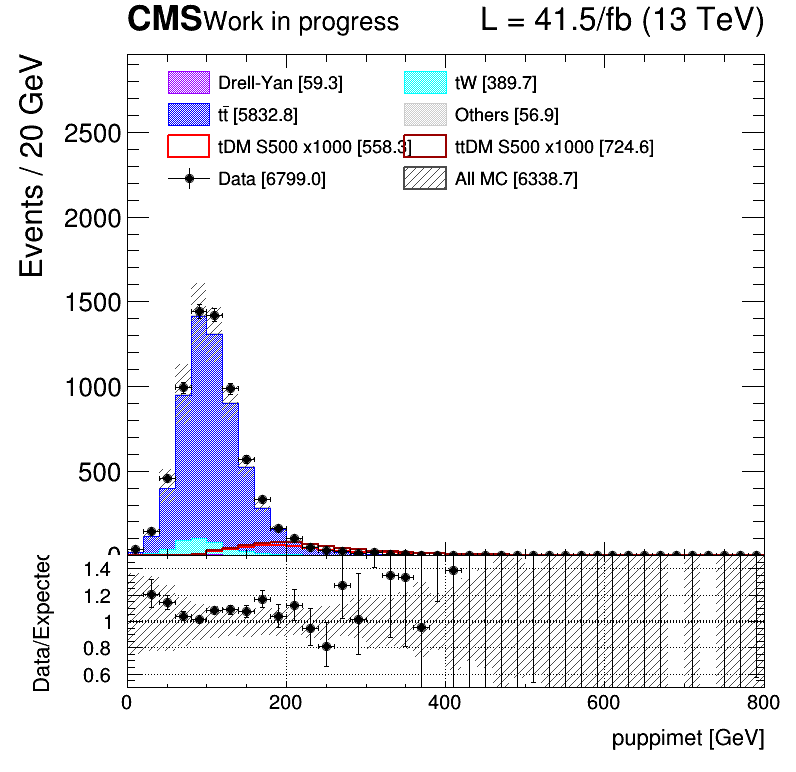 CMS Work in progress L = 41.5/fb (13 TeV)
Events / 20 GeV
Drell-Yan [59.3] tW [389.7]
tt̄ [5832.8] Others [56.9]
tDM S500 x1000 [558.3] ttDM S500 x1000 [724.6]
Data [6799.0] All MC [6338.7]
2500
2000
1500
1000
500
0
Data/Expected
1.4
1.2
1
0.8
0.6
0 200 400 600 800
puppimet [GeV]